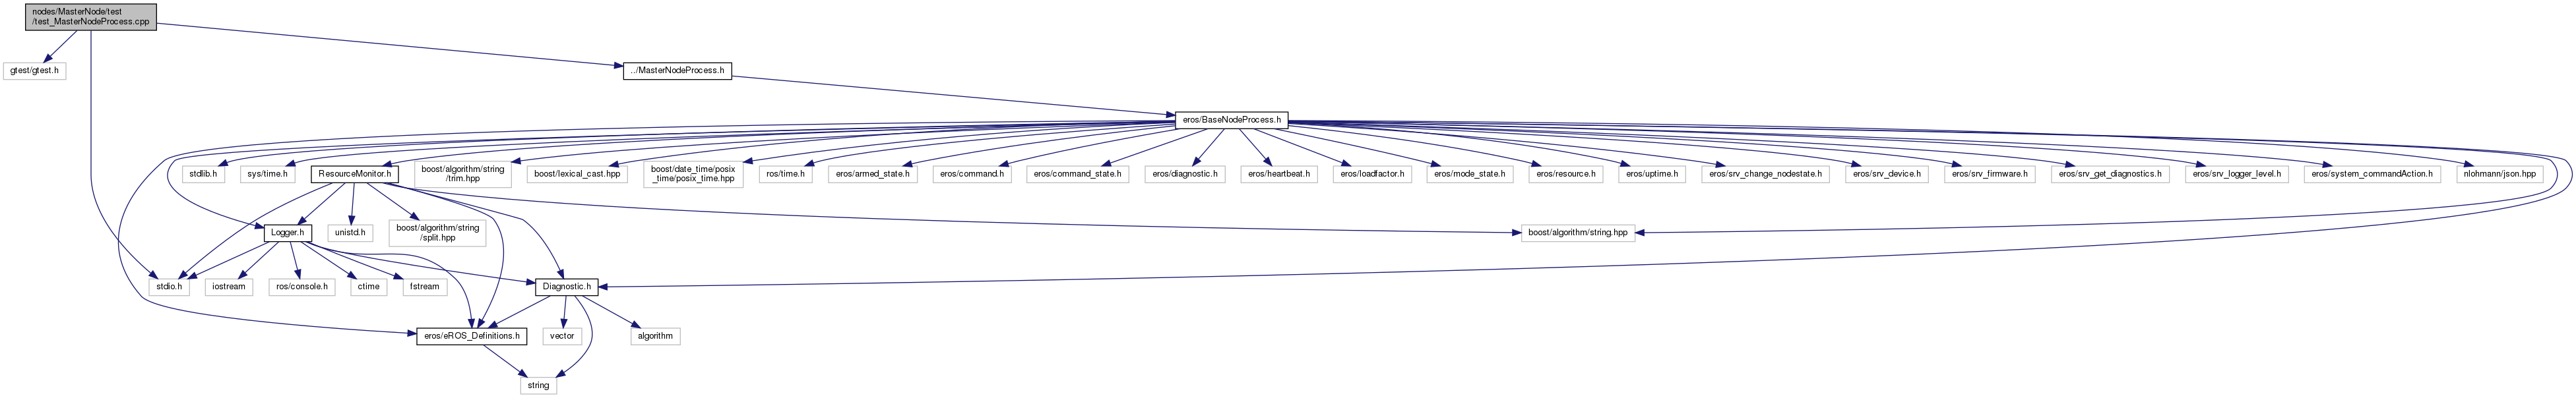 nodes/MasterNode/test
/test_MasterNodeProcess.cpp
gtest/gtest.h
../MasterNodeProcess.h
eros/BaseNodeProcess.h
stdlib.h
sys/time.h
ResourceMonitor.h
boost/algorithm/string
/trim.hpp
boost/lexical_cast.hpp
boost/date_time/posix
_time/posix_time.hpp
ros/time.h
eros/armed_state.h
eros/command.h
eros/command_state.h
eros/diagnostic.h
eros/heartbeat.h
eros/loadfactor.h
eros/mode_state.h
eros/resource.h
eros/uptime.h
eros/srv_change_nodestate.h
eros/srv_device.h
eros/srv_firmware.h
eros/srv_get_diagnostics.h
eros/srv_logger_level.h
eros/system_commandAction.h
nlohmann/json.hpp
Logger.h
unistd.h
boost/algorithm/string
/split.hpp
boost/algorithm/string.hpp
stdio.h
iostream
ros/console.h
ctime
fstream
Diagnostic.h
eros/eROS_Definitions.h
vector
algorithm
string